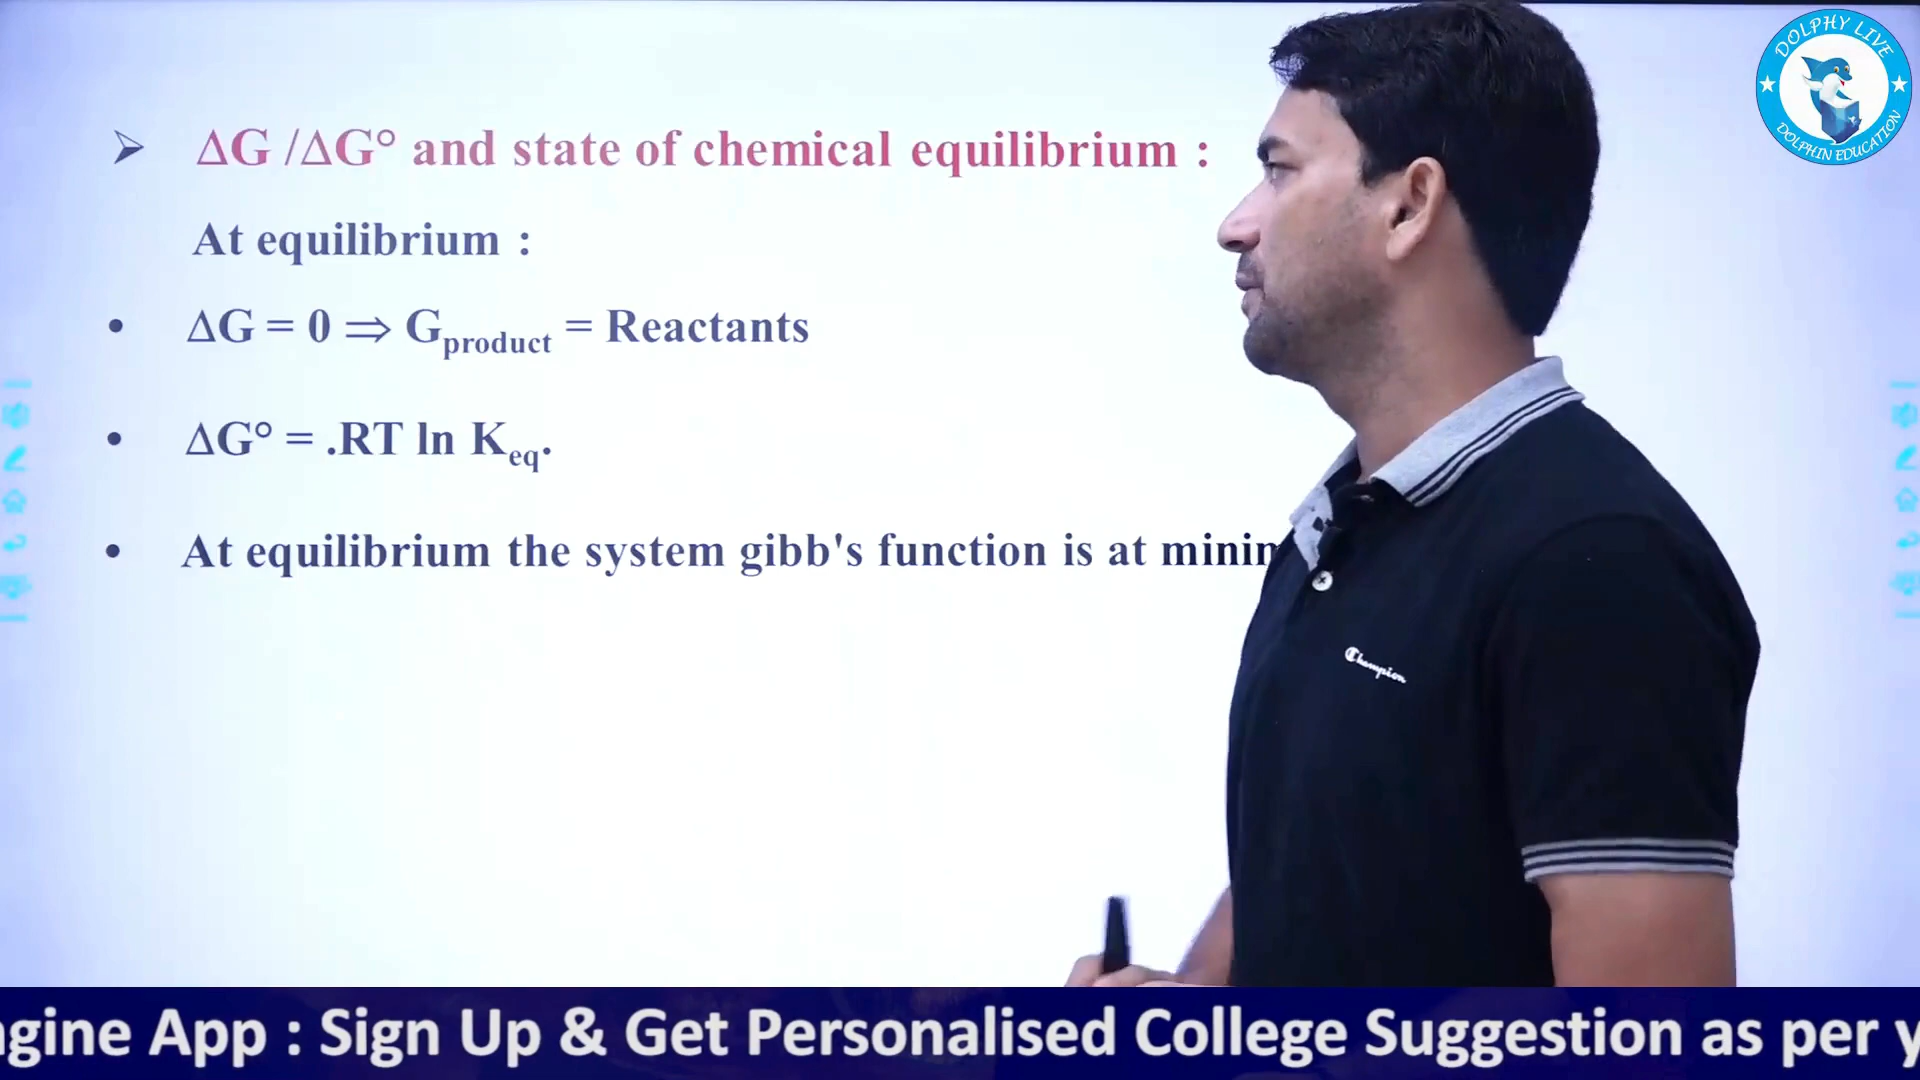 DOLPHY LIVE
DOLPHIN EDUCATION
➢ ΔG /ΔG° and state of chemical equilibrium :
At equilibrium :
• ΔG = 0 ⇒ Gproduct = Reactants
• ΔG° = .RT ln Keq.
• At equilibrium the system gibb's function is at
Champion
App : Sign Up & Get Personalised College Suggestion as per